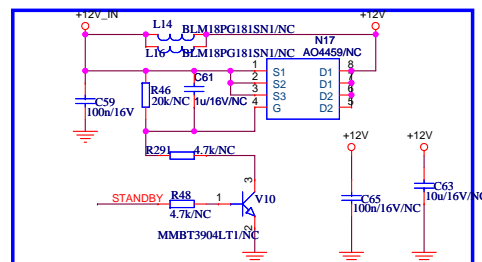 +12V_IN
L14
BLM18PG181SN1/NC
+12V
L16
BLM18PG181SN1/NC
N17
AO4459/NC
1 S1 D1 8
2 S2 D1 7
3 S3 D2 6
4 G D2 5
C61
1u/16V/NC
R46
20k/NC
C59
100n/16V
R291
4.7k/NC
+12V
+12V
3
STANDBY
R48
1
V10
4.7k/NC
2
MMBT3904LT1/NC
C65
100n/16V/NC
C63
10u/16V/NC